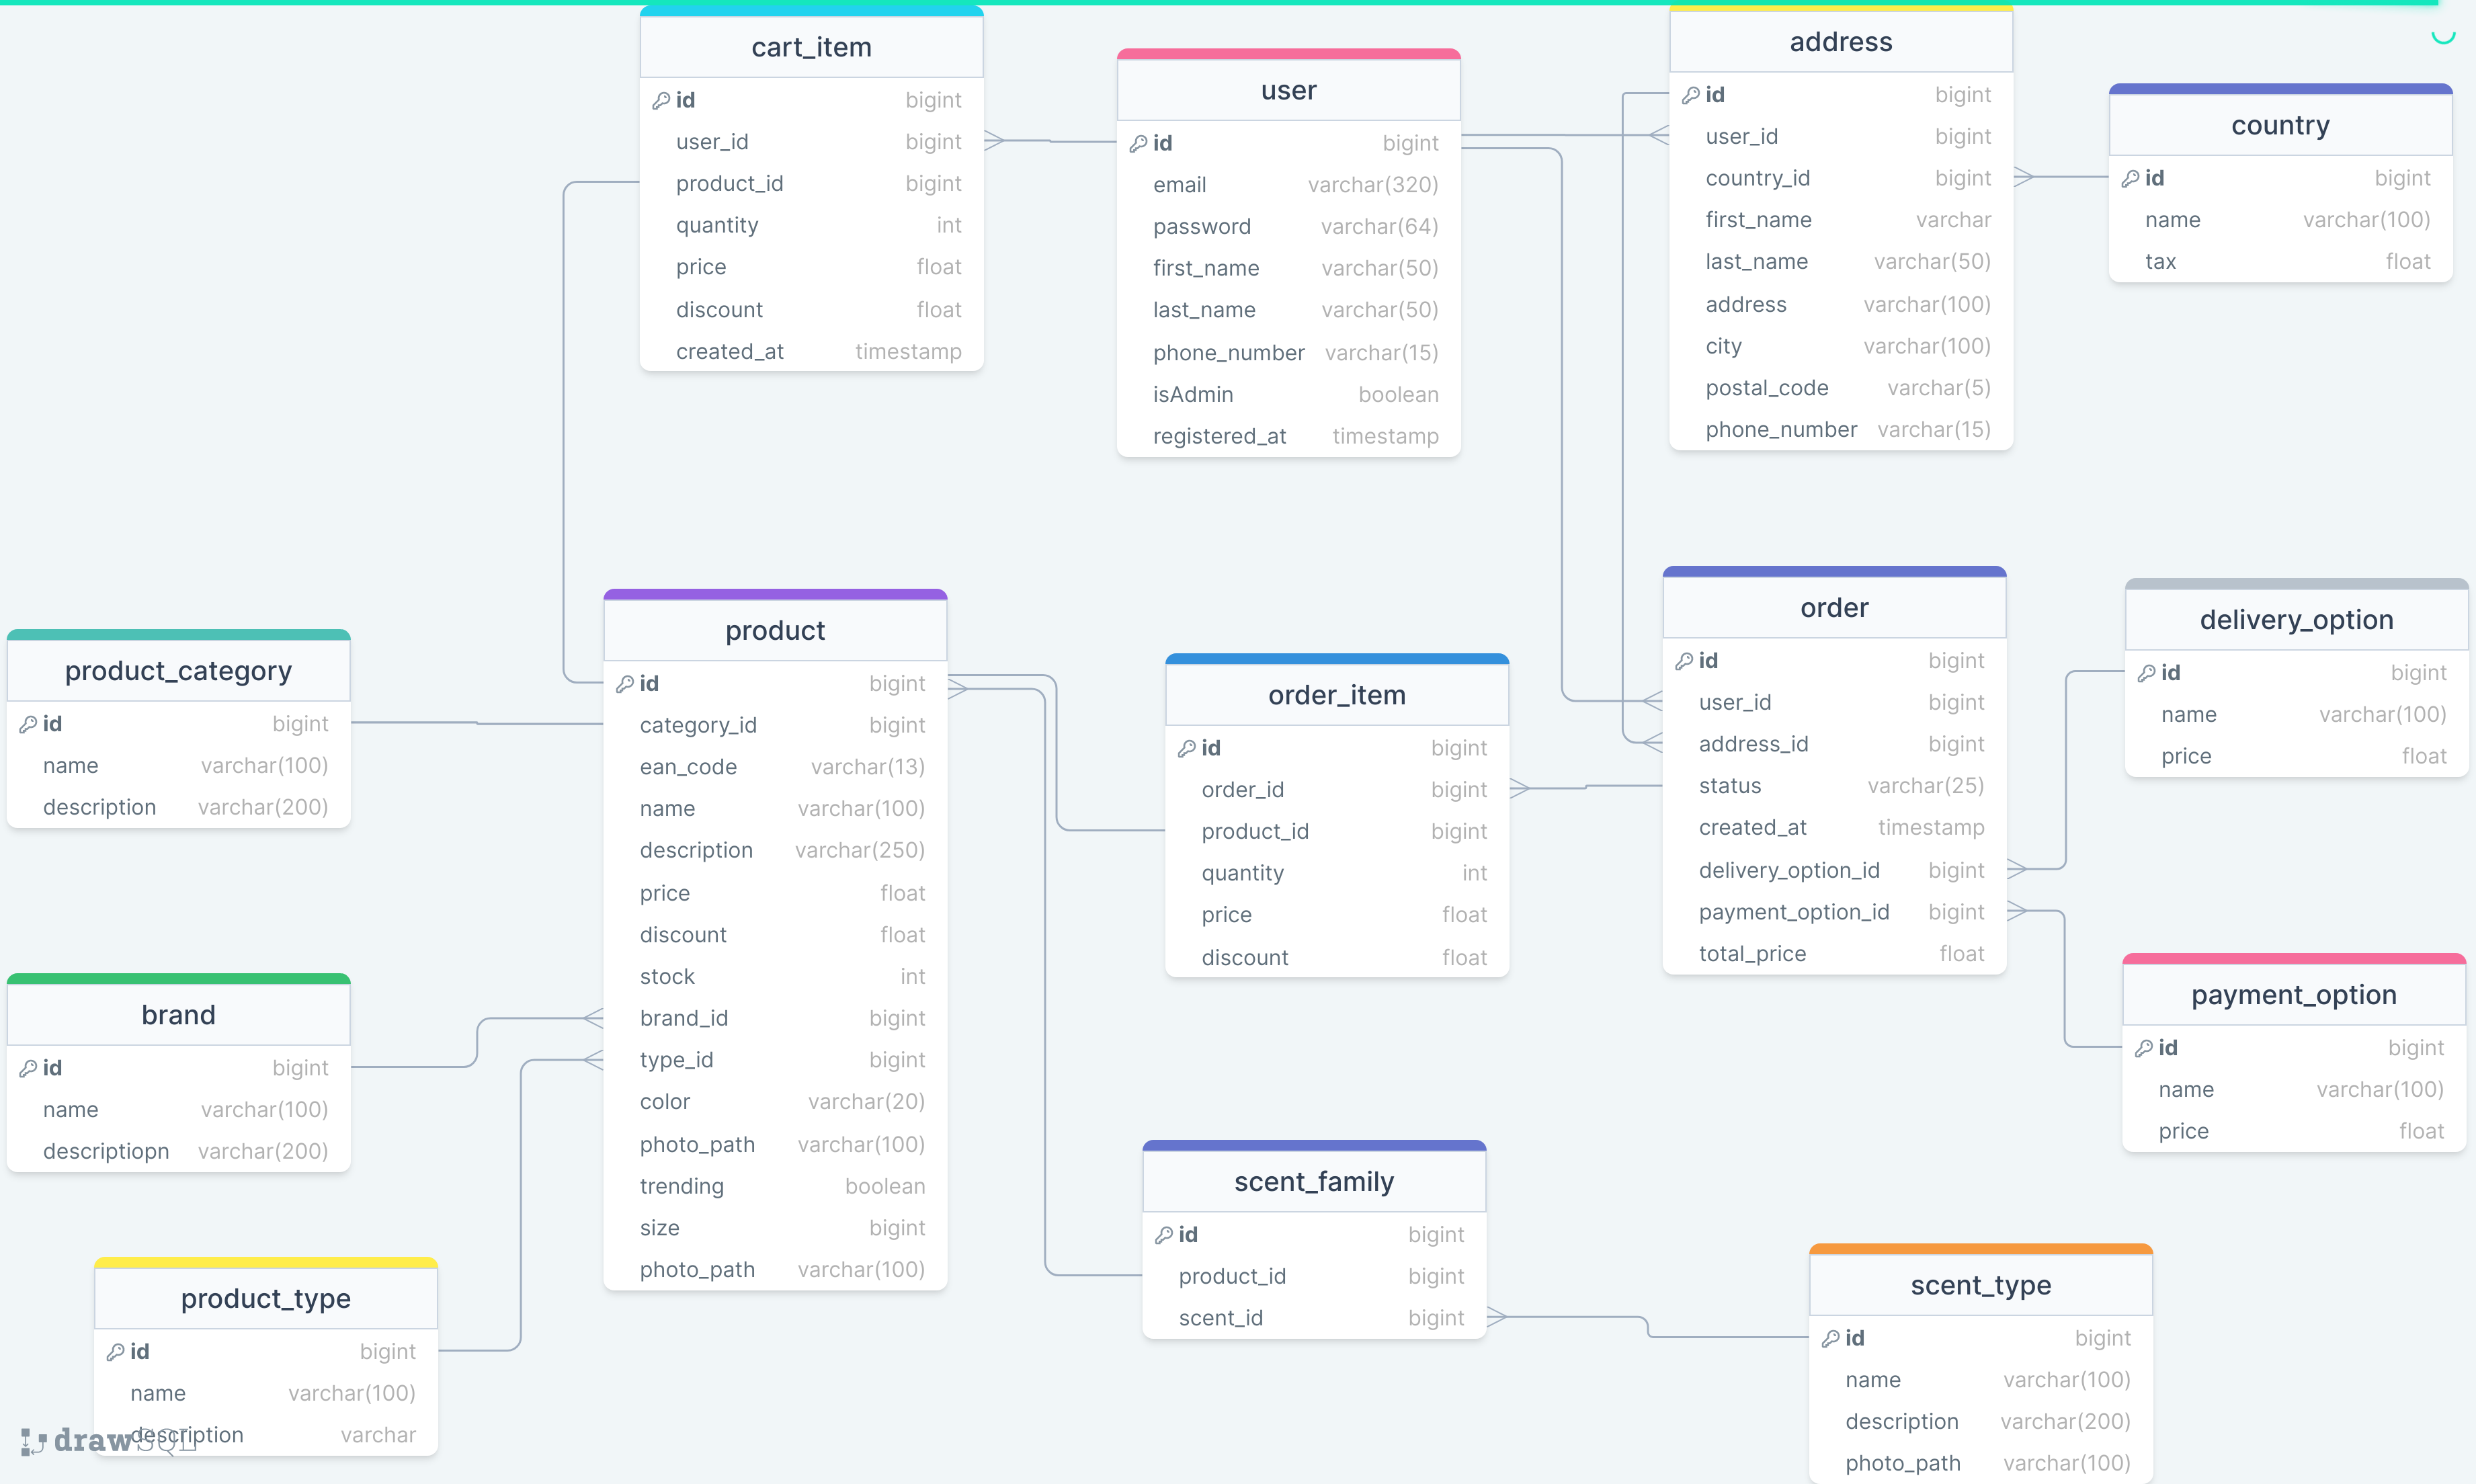 cart_item
id bigint
user_id bigint
product_id bigint
quantity int
price float
discount float
created_at timestamp
user
id bigint
email varchar(320)
password varchar(64)
first_name varchar(50)
last_name varchar(50)
phone_number varchar(15)
isAdmin boolean
registered_at timestamp
address
id bigint
user_id bigint
country_id bigint
first_name varchar
last_name varchar(50)
address varchar(100)
city varchar(100)
postal_code varchar(5)
phone_number varchar(15)
country
id bigint
name varchar(100)
tax float
product_category
id bigint
name varchar(100)
description varchar(200)
product
id bigint
category_id bigint
ean_code varchar(13)
name varchar(100)
description varchar(250)
price float
discount float
stock int
brand_id bigint
type_id bigint
color varchar(20)
photo_path varchar(100)
trending boolean
size bigint
photo_path varchar(100)
order_item
id bigint
order_id bigint
product_id bigint
quantity int
price float
discount float
order
id bigint
user_id bigint
address_id bigint
status varchar(25)
created_at timestamp
delivery_option_id bigint
payment_option_id bigint
total_price float
delivery_option
id bigint
name varchar(100)
price float
brand
id bigint
name varchar(100)
descriptiopn varchar(200)
payment_option
id bigint
name varchar(100)
price float
scent_family
id bigint
product_id bigint
scent_id bigint
product_type
id bigint
name varchar(100)
description varchar
scent_type
id bigint
name varchar(100)
description varchar(200)
photo_path varchar(100)
drawSQL